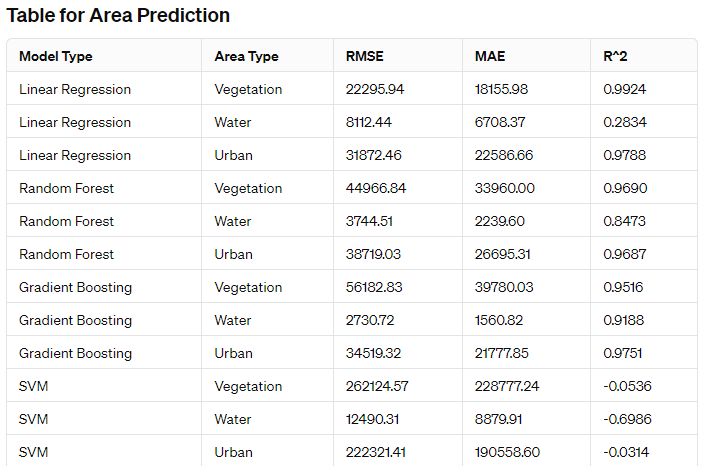 Table for Area Prediction
Model Type Area Type RMSE MAE R^2
Linear Regression Vegetation 22295.94 18155.98 0.9924
Linear Regression Water 8112.44 6708.37 0.2834
Linear Regression Urban 31872.46 22586.66 0.9788
Random Forest Vegetation 44966.84 33960.00 0.9690
Random Forest Water 3744.51 2239.60 0.8473
Random Forest Urban 38719.03 26695.31 0.9687
Gradient Boosting Vegetation 56182.83 39780.03 0.9516
Gradient Boosting Water 2730.72 1560.82 0.9188
Gradient Boosting Urban 34519.32 21777.85 0.9751
SVM Vegetation 262124.57 228777.24 -0.0536
SVM Water 12490.31 8879.91 -0.6986
SVM Urban 222321.41 190558.60 -0.0314